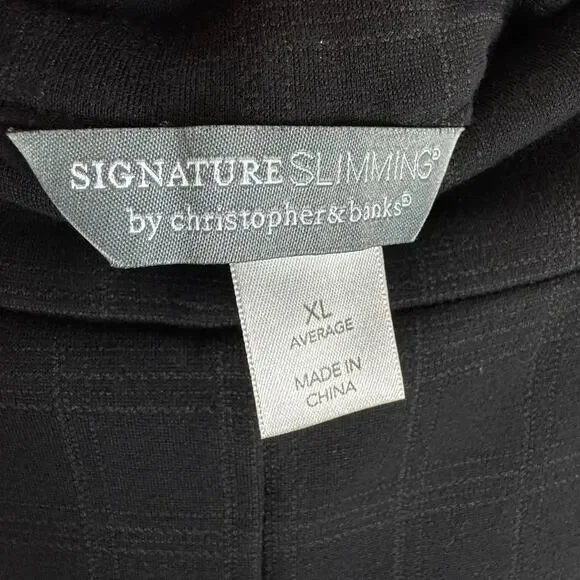 SIGNATURE SLIMMING®
by christopher & banks®
XL
AVERAGE
MADE IN
CHINA